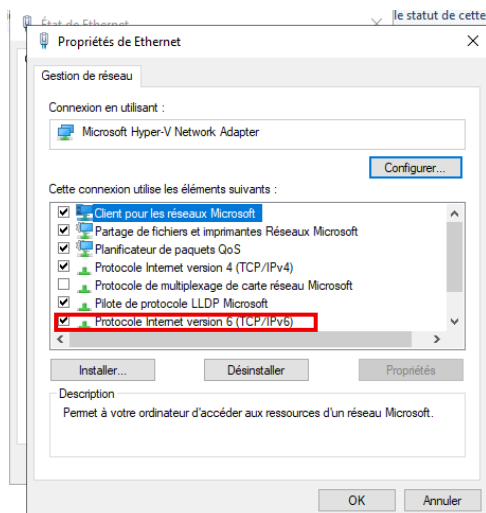 État de Ethernet
le statut de cette
Propriétés de Ethernet
Gestion de réseau
Connexion en utilisant :
Microsoft Hyper-V Network Adapter
Configurer...
Cette connexion utilise les éléments suivants :
Client pour les réseaux Microsoft
Partage de fichiers et imprimantes Réseaux Microsoft
Planificateur de paquets QoS
Protocole Internet version 4 (TCP/IPv4)
Protocole de multiplexage de carte réseau Microsoft
Pilote de protocole LLDP Microsoft
Protocole Internet version 6 (TCP/IPv6)
Installer...
Désinstaller
Propriétés
Description
Permet à votre ordinateur d'accéder aux ressources d'un réseau Microsoft.
OK
Annuler